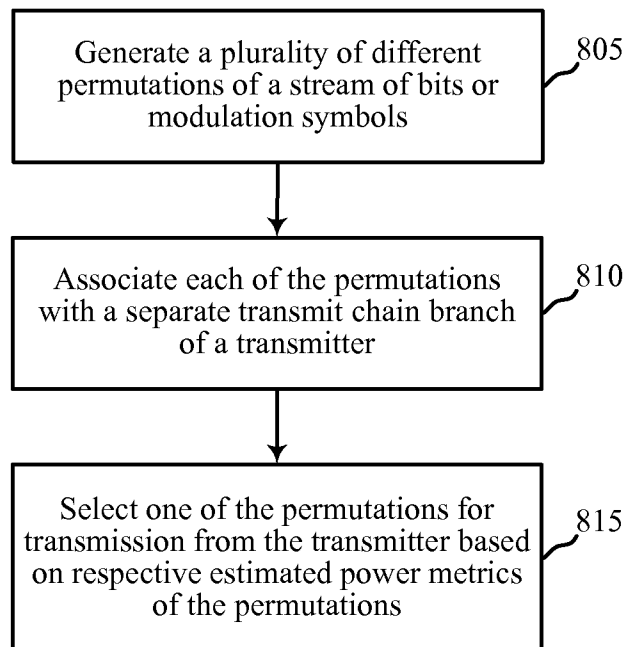 Generate a plurality of different
permutations of a stream of bits or
modulation symbols
805
Associate each of the permutations
with a separate transmit chain branch
of a transmitter
810
Select one of the permutations for
transmission from the transmitter based
on respective estimated power metrics
of the permutations
815